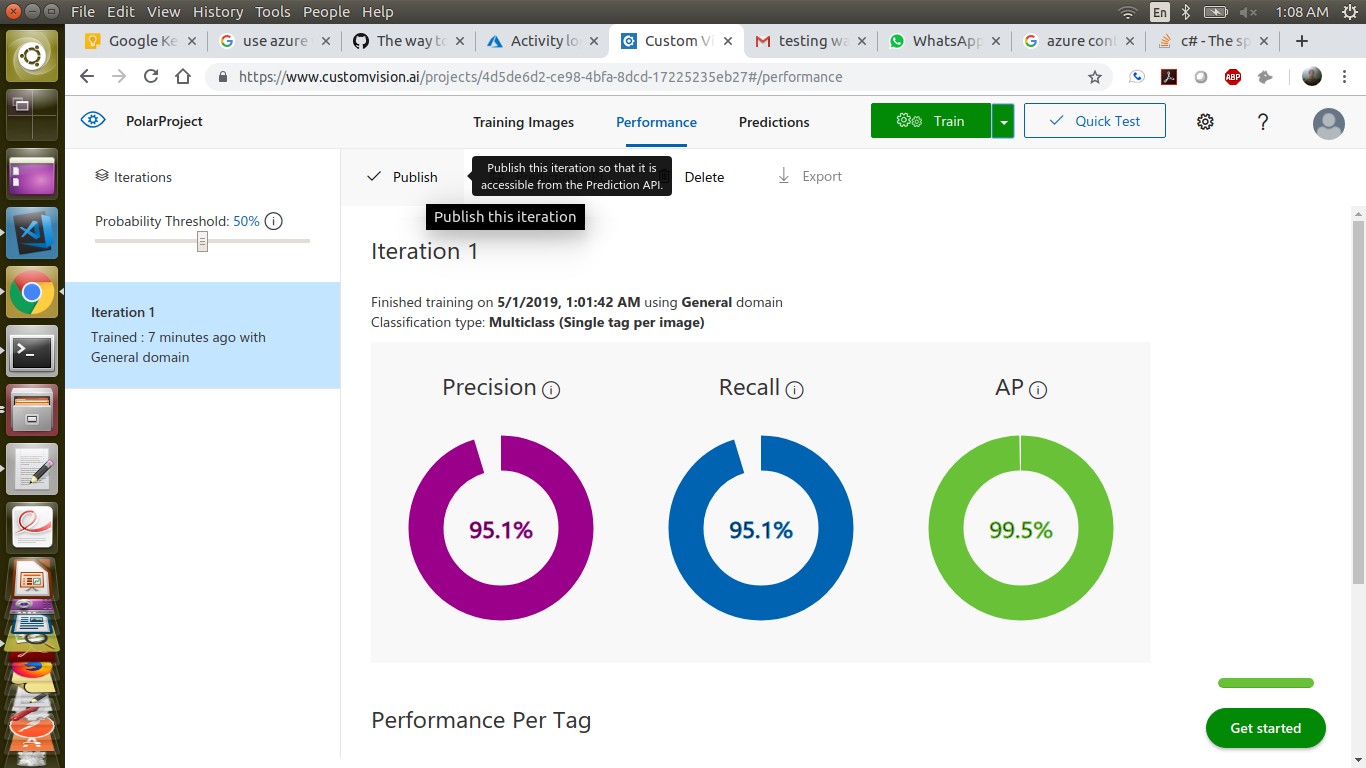 File Edit View History Tools People Help
En
1:08 AM
Google Ke
use azure
The way to
Activity lo
Custom Vi
testing wa
WhatsApp
azure con
c# - The sp
https://www.customvision.ai/projects/4d5de6d2-ce98-4bfa-8dcd-17225235eb27#/performance
ABP
PolarProject
Training Images
Performance
Predictions
Train
Quick Test
?
Iterations
Publish
Publish this iteration so that it is
accessible from the Prediction API.
Delete
Export
Publish this iteration
Probability Threshold: 50%
Iteration 1
Trained : 7 minutes ago with
General domain
Iteration 1
Finished training on 5/1/2019, 1:01:42 AM using General domain
Classification type: Multiclass (Single tag per image)
Precision
Recall
AP
95.1%
95.1%
99.5%
Performance Per Tag
Get started